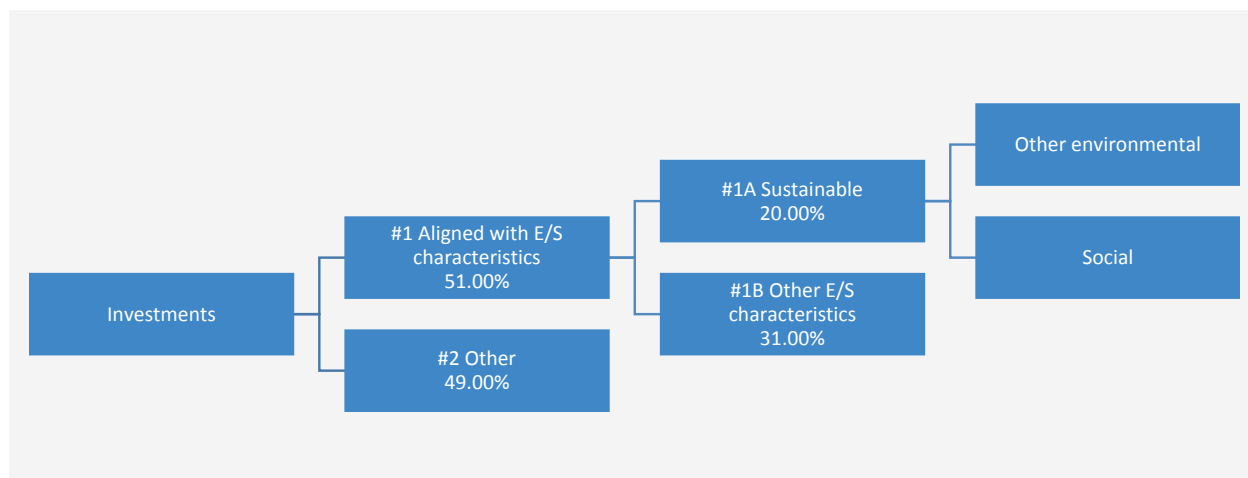 Investments
#1 Aligned with E/S
characteristics
51.00%
#2 Other
49.00%
#1A Sustainable
20.00%
#1B Other E/S
characteristics
31.00%
Other environmental
Social